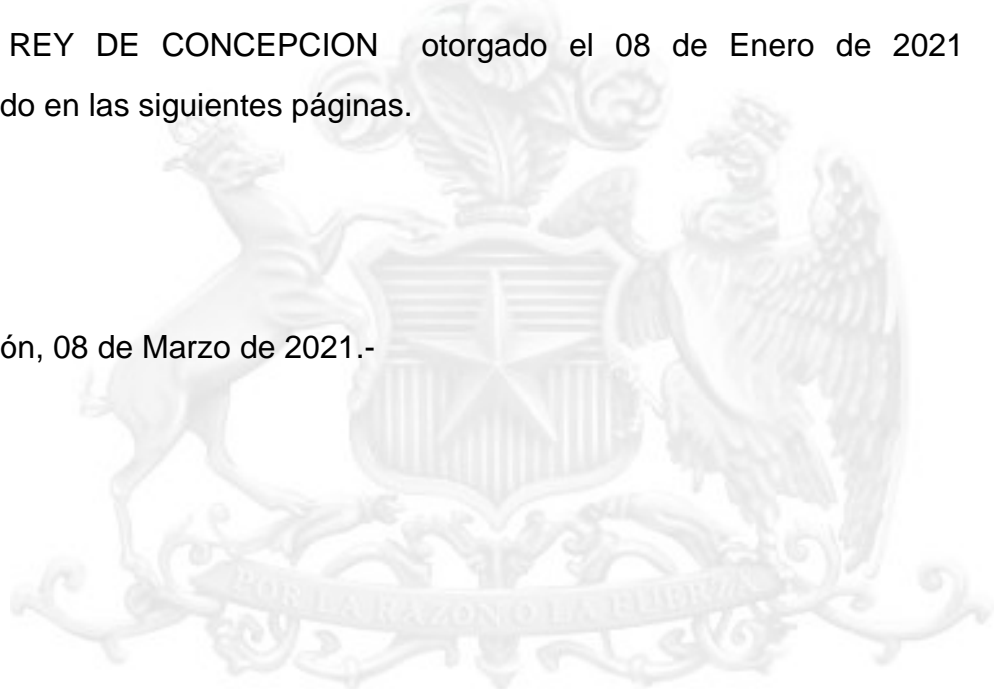 REY DE CONCEPCION otorgado el 08 de Enero de 2021
do en las siguientes páginas.
ón, 08 de Marzo de 2021.-
POR LA RAZON O LA FUERZA